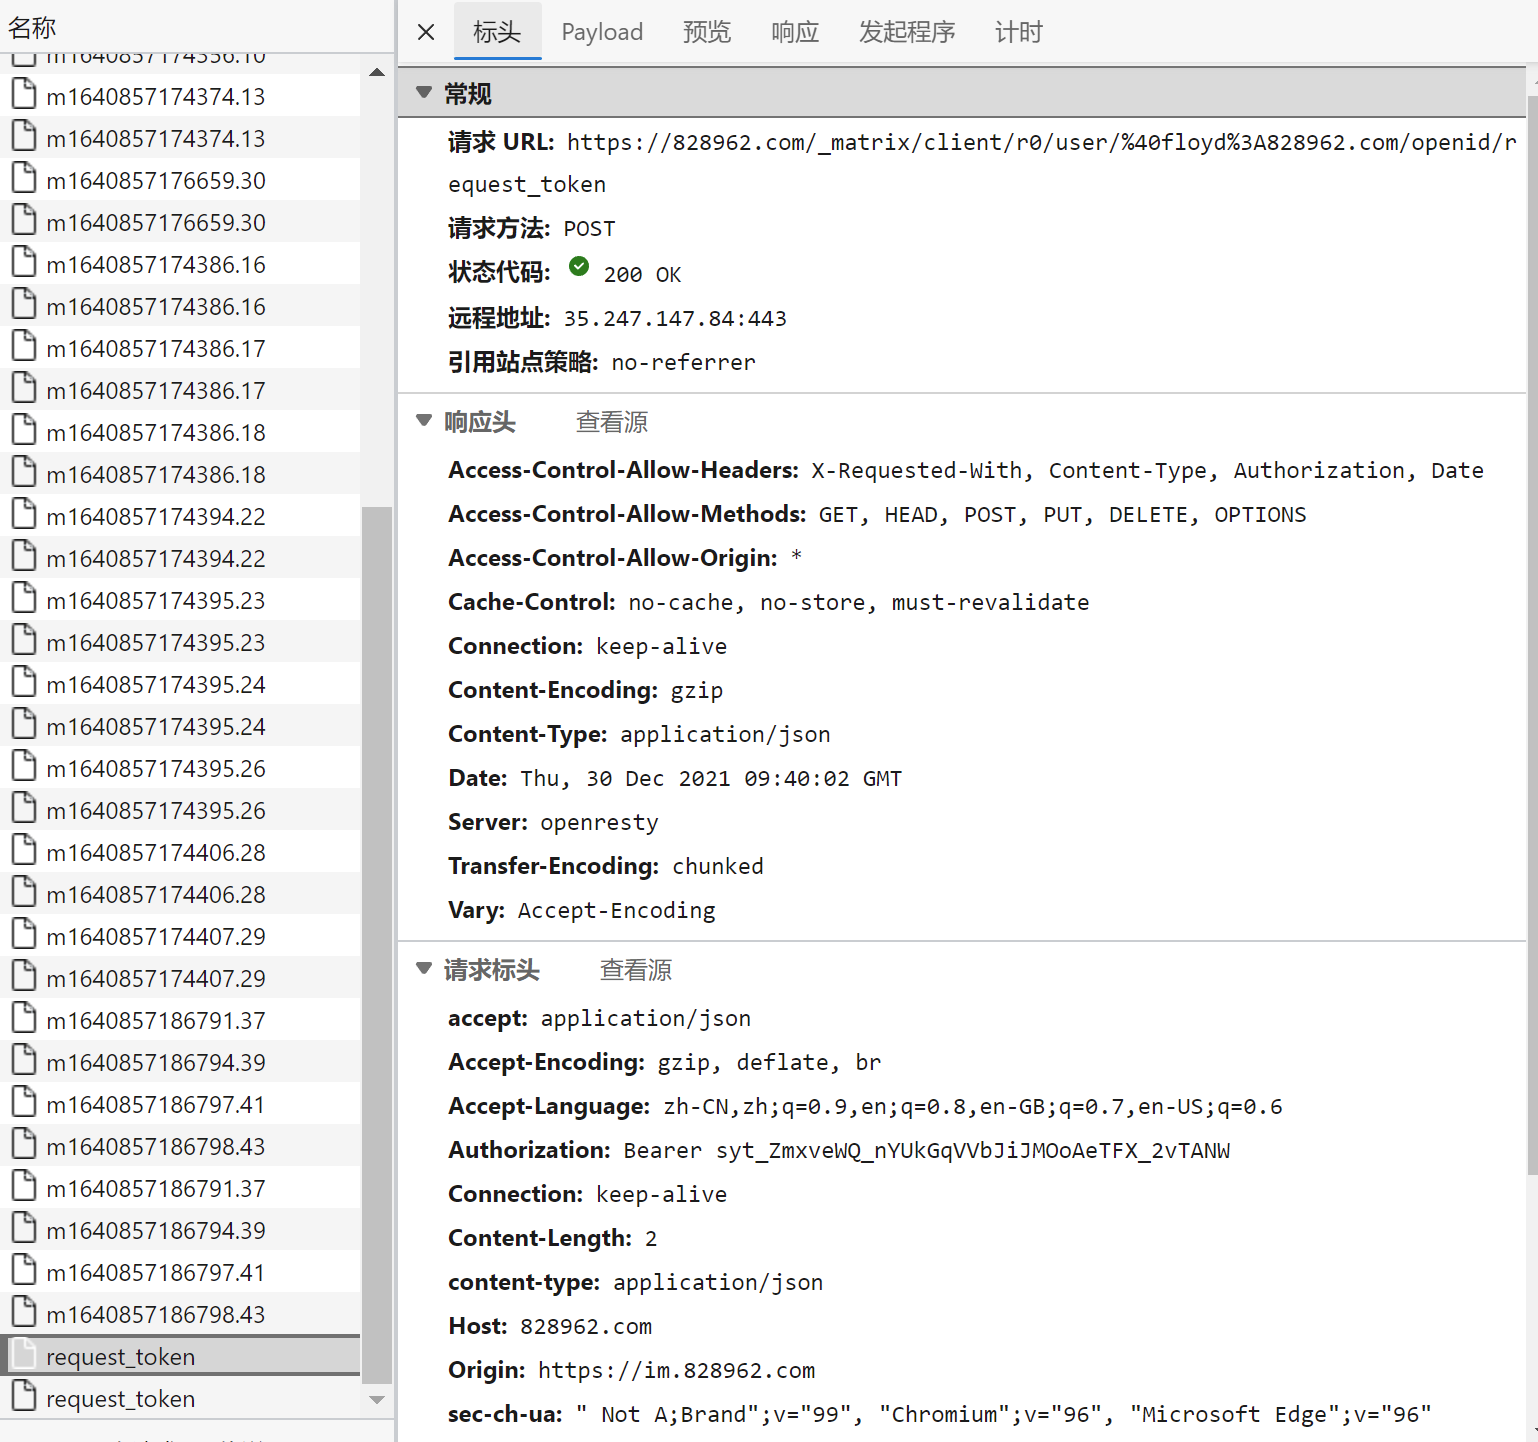 名称
m1640857174356.10
m1640857174374.13
m1640857174374.13
m1640857176659.30
m1640857176659.30
m1640857174386.16
m1640857174386.16
m1640857174386.17
m1640857174386.17
m1640857174386.18
m1640857174386.18
m1640857174394.22
m1640857174394.22
m1640857174395.23
m1640857174395.23
m1640857174395.24
m1640857174395.24
m1640857174395.26
m1640857174395.26
m1640857174406.28
m1640857174406.28
m1640857174407.29
m1640857174407.29
m1640857186791.37
m1640857186794.39
m1640857186797.41
m1640857186798.43
m1640857186791.37
m1640857186794.39
m1640857186797.41
m1640857186798.43
request_token
request_token
标头 Payload 预览 响应 发起程序 计时
常规
请求 URL: https://828962.com/_matrix/client/r0/user/%40floyd%3A828962.com/openid/r
equest_token
请求方法: POST
状态代码: 200 OK
远程地址: 35.247.147.84:443
引用站点策略: no-referrer
响应头 查看源
Access-Control-Allow-Headers: X-Requested-With, Content-Type, Authorization, Date
Access-Control-Allow-Methods: GET, HEAD, POST, PUT, DELETE, OPTIONS
Access-Control-Allow-Origin: *
Cache-Control: no-cache, no-store, must-revalidate
Connection: keep-alive
Content-Encoding: gzip
Content-Type: application/json
Date: Thu, 30 Dec 2021 09:40:02 GMT
Server: openresty
Transfer-Encoding: chunked
Vary: Accept-Encoding
请求标头 查看源
accept: application/json
Accept-Encoding: gzip, deflate, br
Accept-Language: zh-CN,zh;q=0.9,en;q=0.8,en-GB;q=0.7,en-US;q=0.6
Authorization: Bearer syt_ZmxveWQ_nYUkGqVVbJiJMOoAeTFX_2vTANW
Connection: keep-alive
Content-Length: 2
content-type: application/json
Host: 828962.com
Origin: https://im.828962.com
sec-ch-ua: " Not A;Brand";v="99", "Chromium";v="96", "Microsoft Edge";v="96"